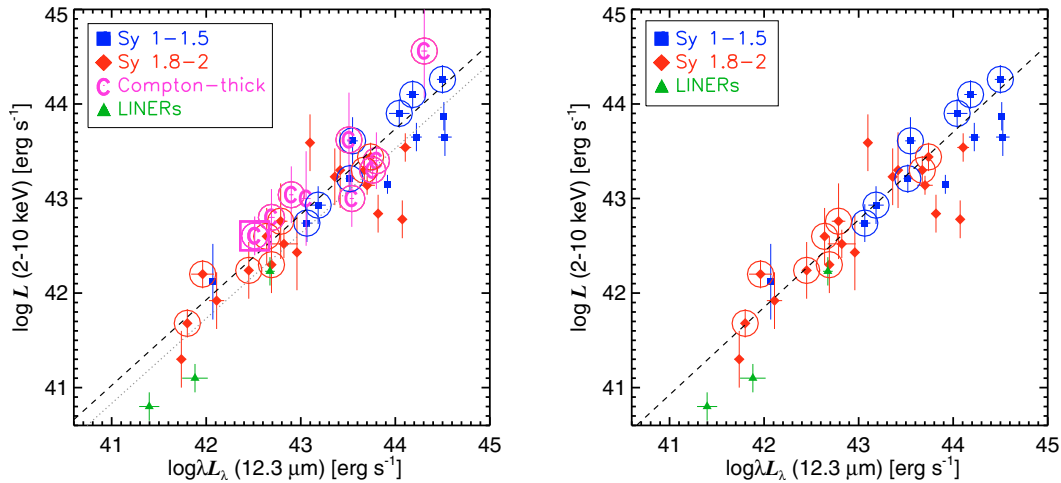 log L (2-10 keV) [erg s⁻¹]
45
44
43
42
41
Sy 1-1.5
Sy 1.8-2
C Compton-thick
LINERs
C
C
C
C
C
C
C
C
C
41 42 43 44 45
logλLλ (12.3 μm) [erg s⁻¹]
log L (2-10 keV) [erg s⁻¹]
45
44
43
42
41
Sy 1-1.5
Sy 1.8-2
LINERs
41 42 43 44 45
logλLλ (12.3 μm) [erg s⁻¹]